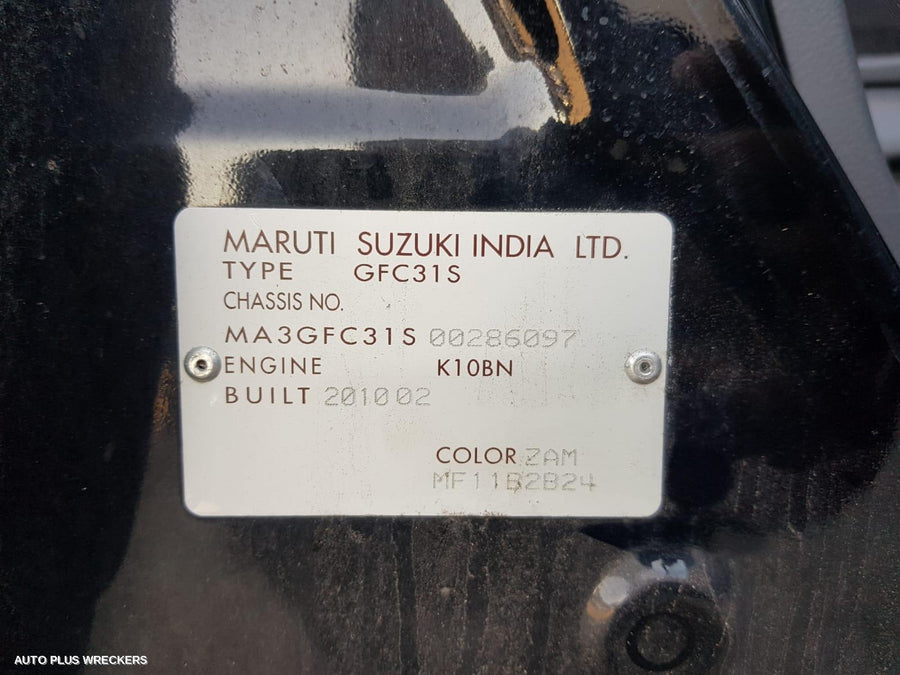 MARUTI SUZUKI INDIA LTD.
TYPE GFC31S
CHASSIS NO.
MA3GFC31S 00286097
ENGINE K10BN
BUILT 201002
COLOR ZAM
MF11B2B24
AUTO PLUS WRECKERS